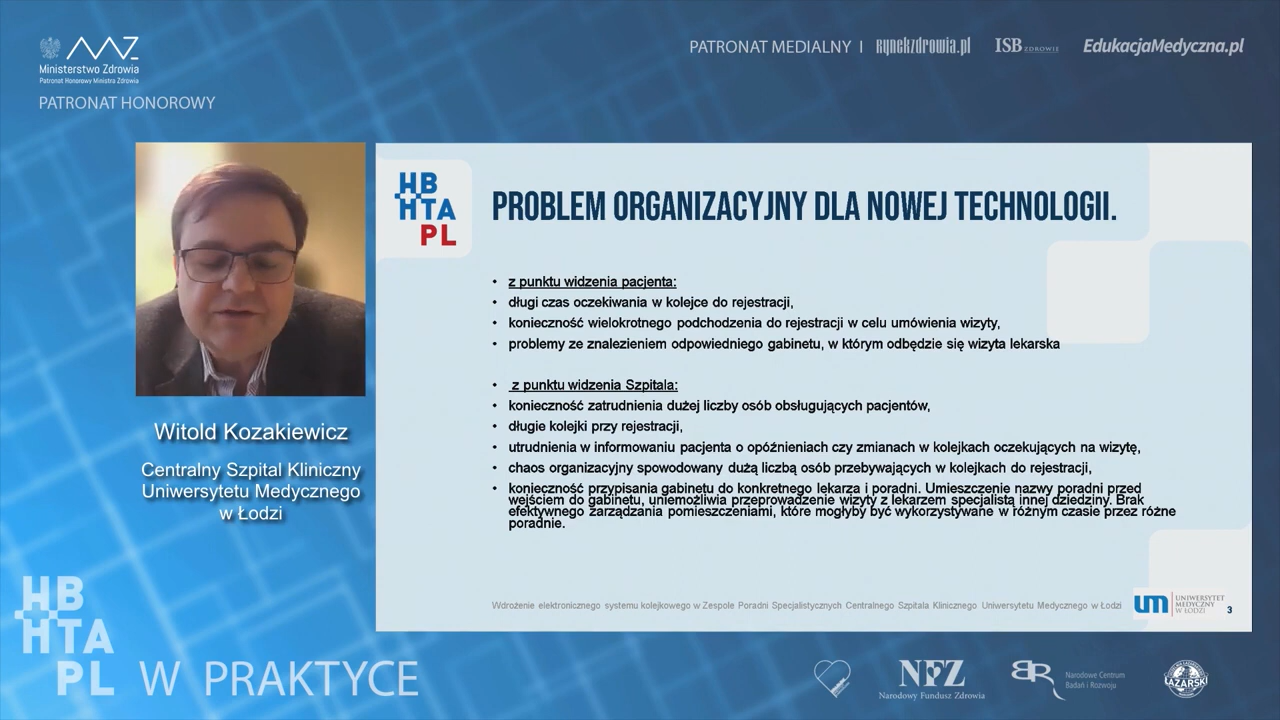 Ministerstwo Zdrowia
Patronat Honorowy Ministra Zdrowia
PATRONAT HONOROWY
PATRONAT MEDIALNY |
rynekzdrowia.pl
ISB ZDROWIE
EdukacjaMedyczna.pl
HB
HTA
PL
PROBLEM ORGANIZACYJNY DLA NOWEJ TECHNOLOGII.
• z punktu widzenia pacjenta:
• długi czas oczekiwania w kolejce do rejestracji,
• konieczność wielokrotnego podchodzenia do rejestracji w celu umówienia wizyty,
• problemy ze znalezieniem odpowiedniego gabinetu, w którym odbędzie się wizyta lekarska
• z punktu widzenia Szpitala:
• konieczność zatrudnienia dużej liczby osób obsługujących pacjentów,
• długie kolejki przy rejestracji,
• utrudnienia w informowaniu pacjenta o opóźnieniach czy zmianach w kolejkach oczekujących na wizytę,
• chaos organizacyjny spowodowany dużą liczbą osób przebywających w kolejkach do rejestracji,
• konieczność przypisania gabinetu do konkretnego lekarza i poradni. Umieszczenie nazwy poradni przed
wejściem do gabinetu, uniemożliwia przeprowadzenie wizyty z lekarzem specjalistą innej dziedziny. Brak
efektywnego zarządzania pomieszczeniami, które mogłyby być wykorzystywane w różnym czasie przez różne
poradnie.
Wdrożenie elektronicznego systemu kolejkowego w Zespole Poradni Specjalistycznych Centralnego Szpitala Klinicznego Uniwersytetu Medycznego w Łodzi
um
UNIWERSYTET
MEDYCZNY
W ŁODZI
3
Witold Kozakiewicz
Centralny Szpital Kliniczny
Uniwersytetu Medycznego
w Łodzi
HB
HTA
PL W PRAKTYCE
NFZ
Narodowy Fundusz Zdrowia
Narodowe Centrum
Badań i Rozwoju
ŁAZARSKI